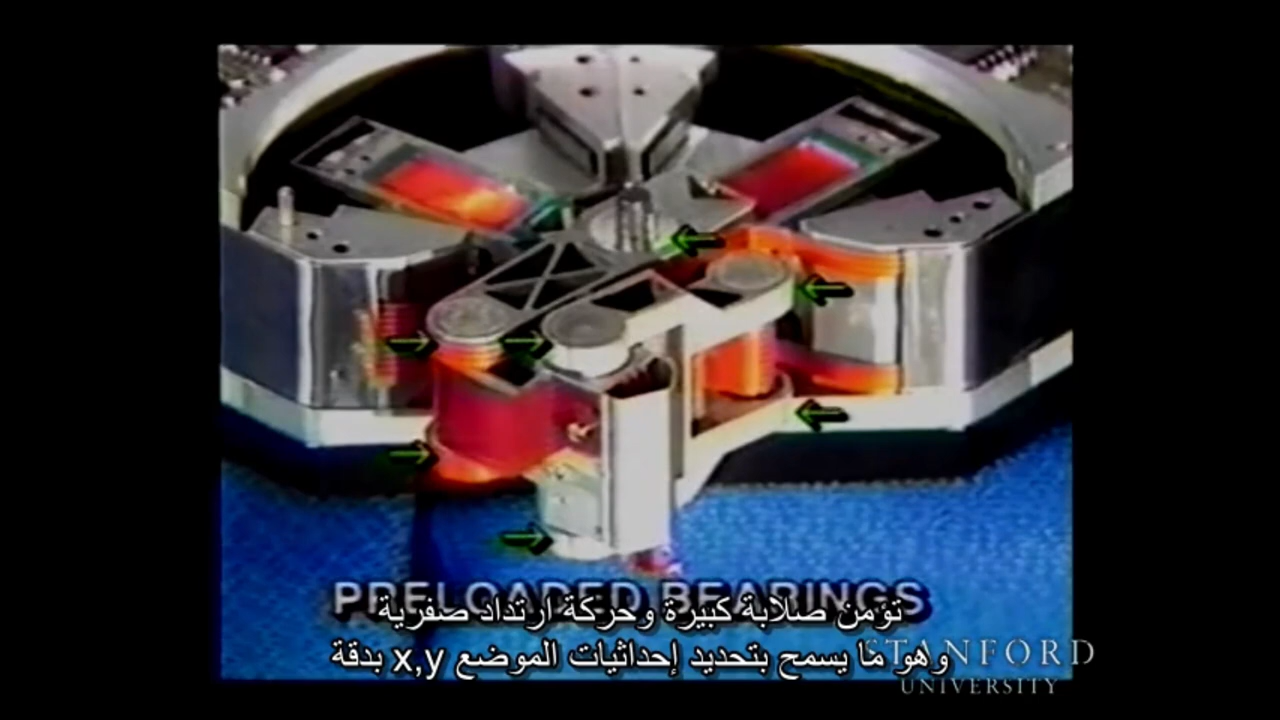 PRELOADED BEARINGS
تؤمن صلابة كبيرة وحركة ارتداد صفرية
وهو ما يسمح بتحديد إحداثيات الموضع x,y بدقة
STANFORD
UNIVERSITY